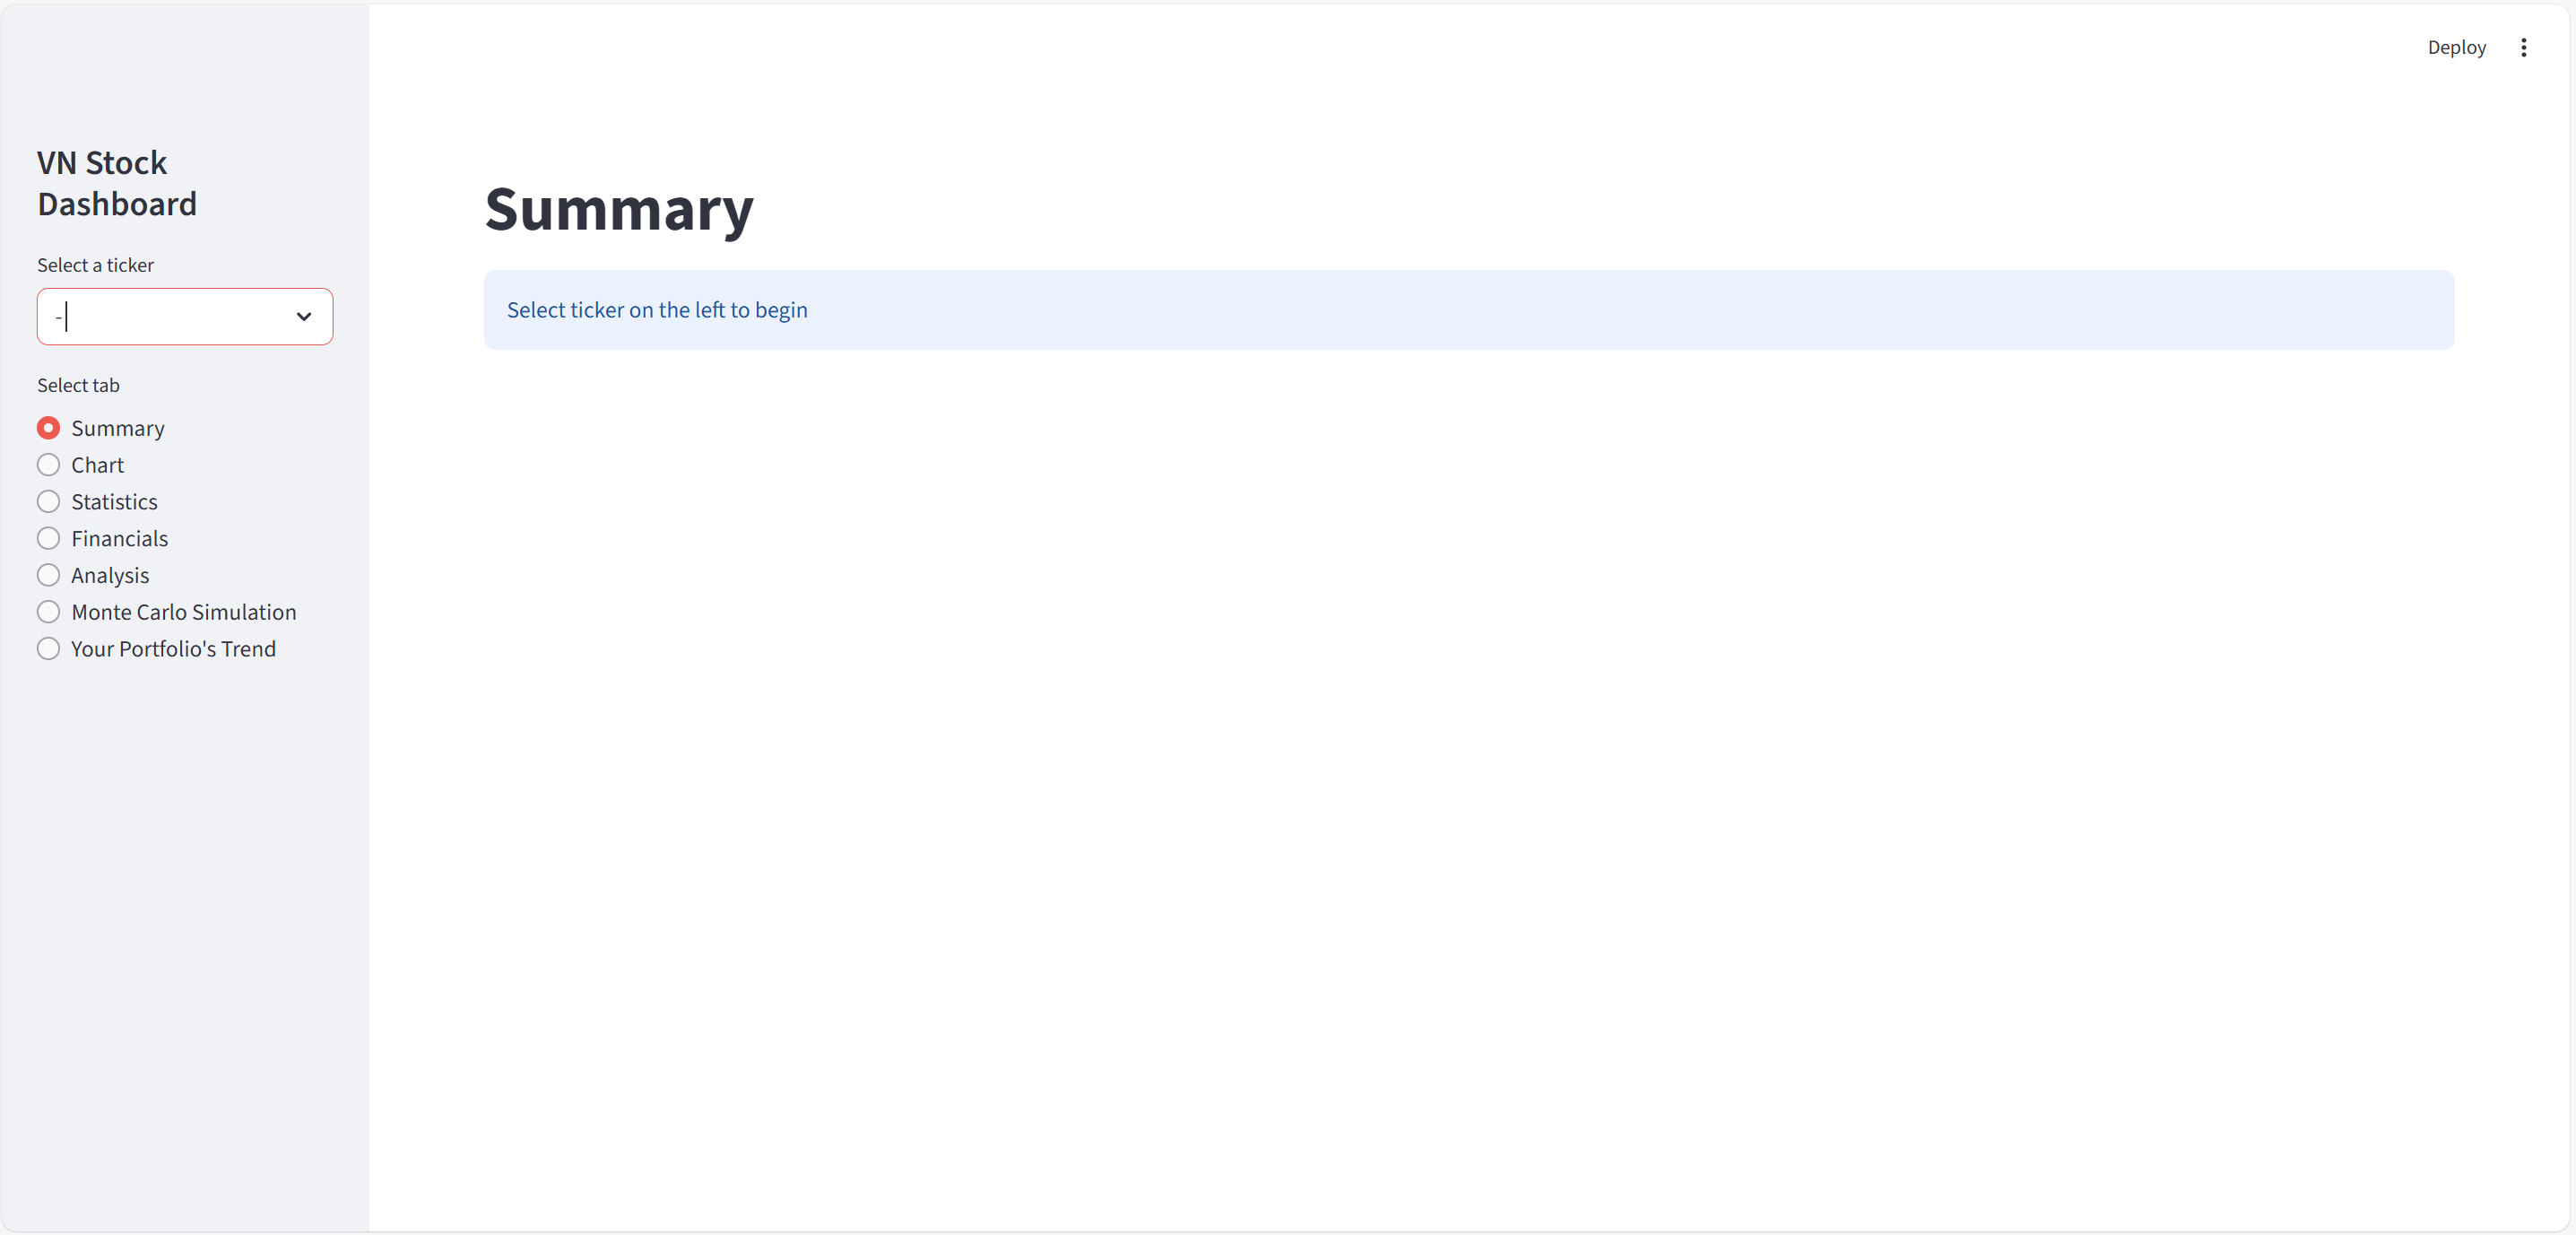 Deploy
VN Stock
Dashboard
Select a ticker
-
Select tab
Summary
Chart
Statistics
Financials
Analysis
Monte Carlo Simulation
Your Portfolio's Trend
Summary
Select ticker on the left to begin